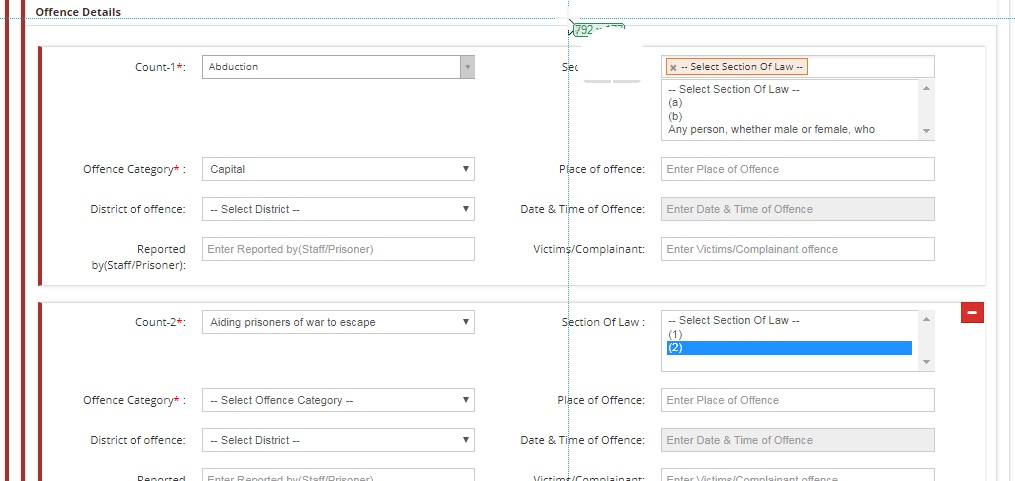 Offence Details
792
Count-1*: Abduction
× -- Select Section Of Law --
-- Select Section Of Law --
(a)
(b)
Any person, whether male or female, who
Offence Category* : Capital Place of offence: Enter Place of Offence
District of offence: -- Select District -- Date & Time of Offence: Enter Date & Time of Offence
Reported by(Staff/Prisoner): Enter Reported by(Staff/Prisoner) Victims/Complainant: Enter Victims/Complainant offence
Count-2*: Aiding prisoners of war to escape Section Of Law :
-- Select Section Of Law --
(1)
(2)
Offence Category* : -- Select Offence Category -- Place of Offence: Enter Place of Offence
District of offence: -- Select District -- Date & Time of Offence: Enter Date & Time of Offence
Reported Enter Reported by(Staff/Prisoner) Victims/Complainant: Enter Victims/Complainant offence